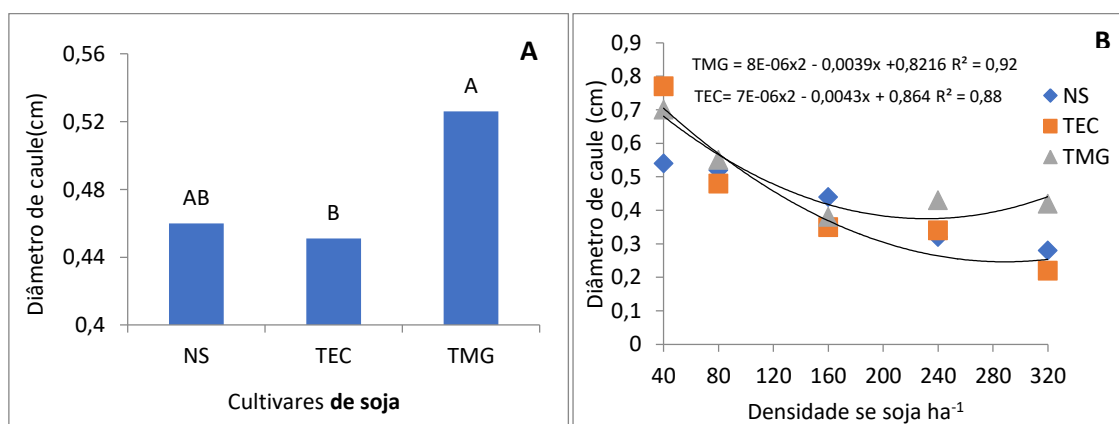 A
Diâmetro de caule(cm)
0,56
0,52
0,48
0,44
0,4
AB
B
A
NS
TEC
TMG
Cultivares de soja
B
Diâmetro de caule (cm)
0,9
0,8
0,7
0,6
0,5
0,4
0,3
0,2
0,1
0
TMG = 8E-06x2 - 0,0039x +0,8216 R² = 0,92
TEC= 7E-06x2 - 0,0043x + 0,864 R² = 0,88
NS
TEC
TMG
40 80 120 160 200 240 280 320
Densidade se soja ha⁻¹